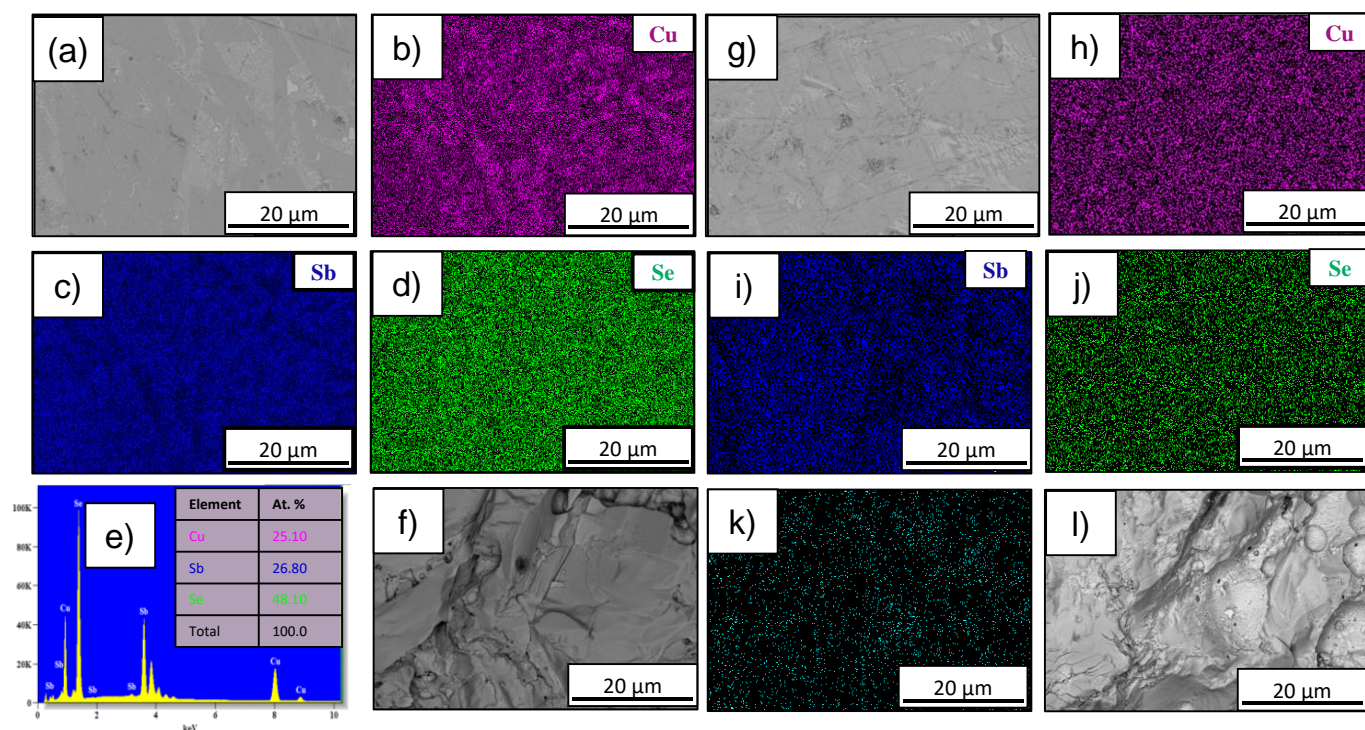 (a)
20 µm
b)
Cu
20 µm
g)
20 µm
h)
Cu
20 µm
c)
Sb
20 µm
d)
Se
20 µm
i)
Sb
20 µm
j)
Se
20 µm
e)
100K
80K
60K
40K
20K
0
Se
Cu
Sb
Sb
Sb
Sb
Sb
Cu
Cu
0 2 4 6 8 10
keV
Element At. %
Cu 25.10
Sb 26.80
Se 48.10
Total 100.0
f)
20 µm
k)
20 µm
l)
20 µm